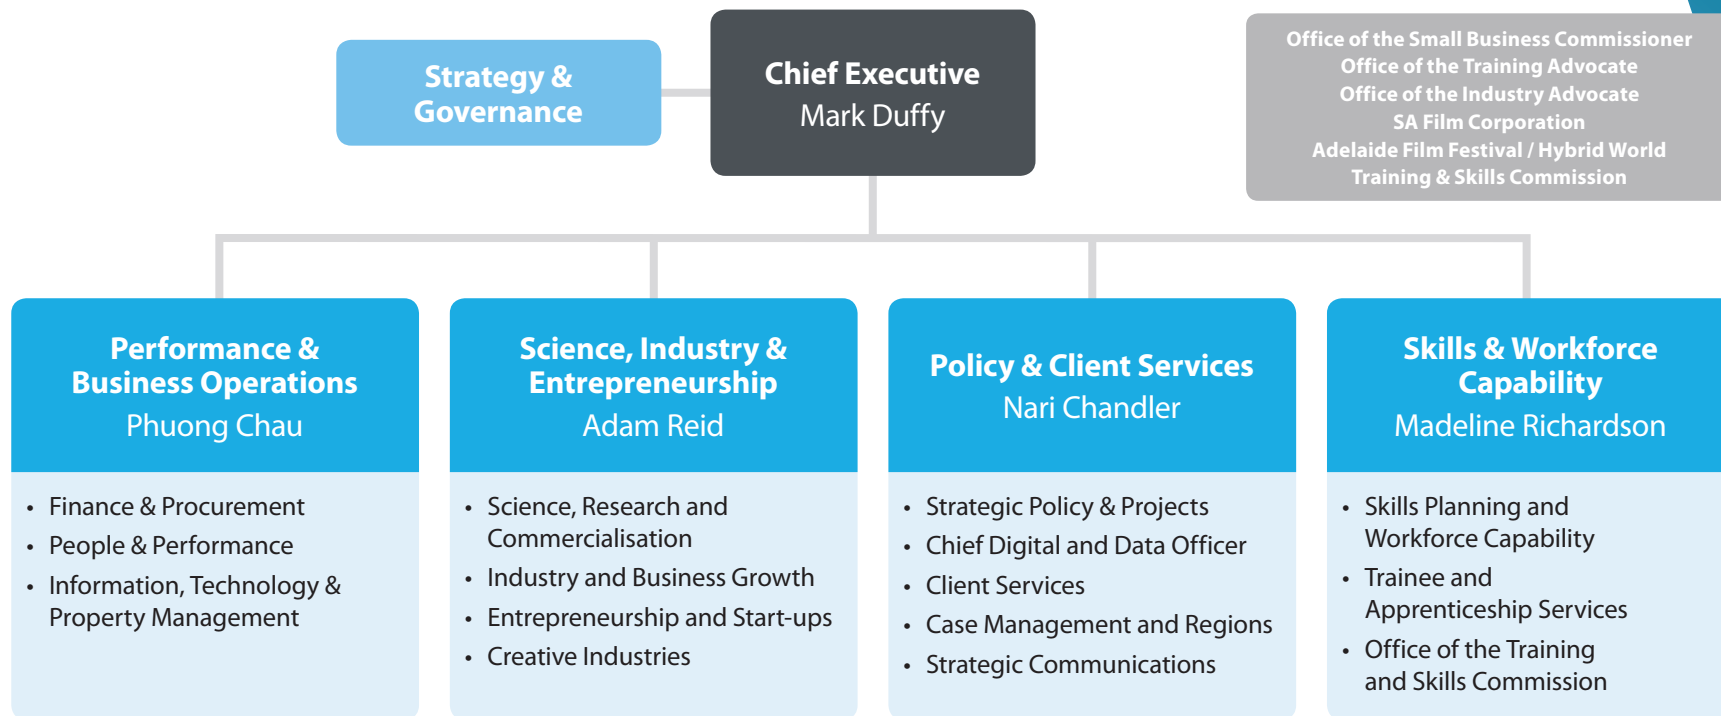 Strategy &
Governance
Chief Executive
Mark Duffy
Office of the Small Business Commissioner
Office of the Training Advocate
Office of the Industry Advocate
SA Film Corporation
Adelaide Film Festival / Hybrid World
Training & Skills Commission
Performance &
Business Operations
Phuong Chau
• Finance & Procurement
• People & Performance
• Information, Technology &
Property Management
Science, Industry &
Entrepreneurship
Adam Reid
• Science, Research and
Commercialisation
• Industry and Business Growth
• Entrepreneurship and Start-ups
• Creative Industries
Policy & Client Services
Nari Chandler
• Strategic Policy & Projects
• Chief Digital and Data Officer
• Client Services
• Case Management and Regions
• Strategic Communications
Skills & Workforce
Capability
Madeline Richardson
• Skills Planning and
Workforce Capability
• Trainee and
Apprenticeship Services
• Office of the Training
and Skills Commission